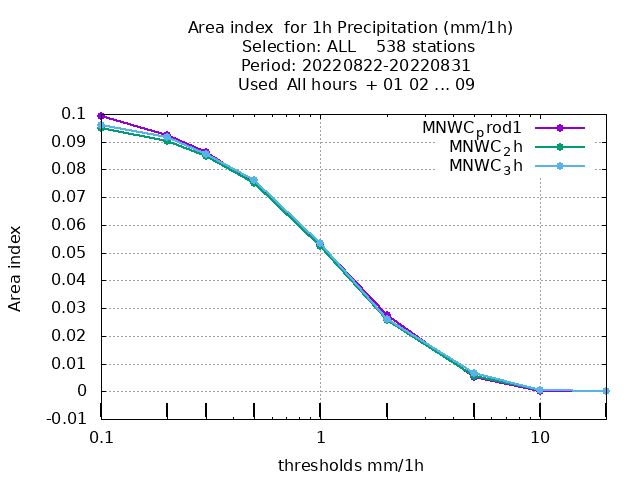 Area index  for 1h Precipitation (mm/1h)
Selection: ALL    538 stations
Period: 20220822-20220831
Used  All hours  + 01 02 ... 09
MNWC_prod1
MNWC_2h
MNWC_3h
0.1
0.09
0.08
0.07
0.06
0.05
0.04
0.03
0.02
0.01
0
-0.01
Area index
0.1 1 10
thresholds mm/1h